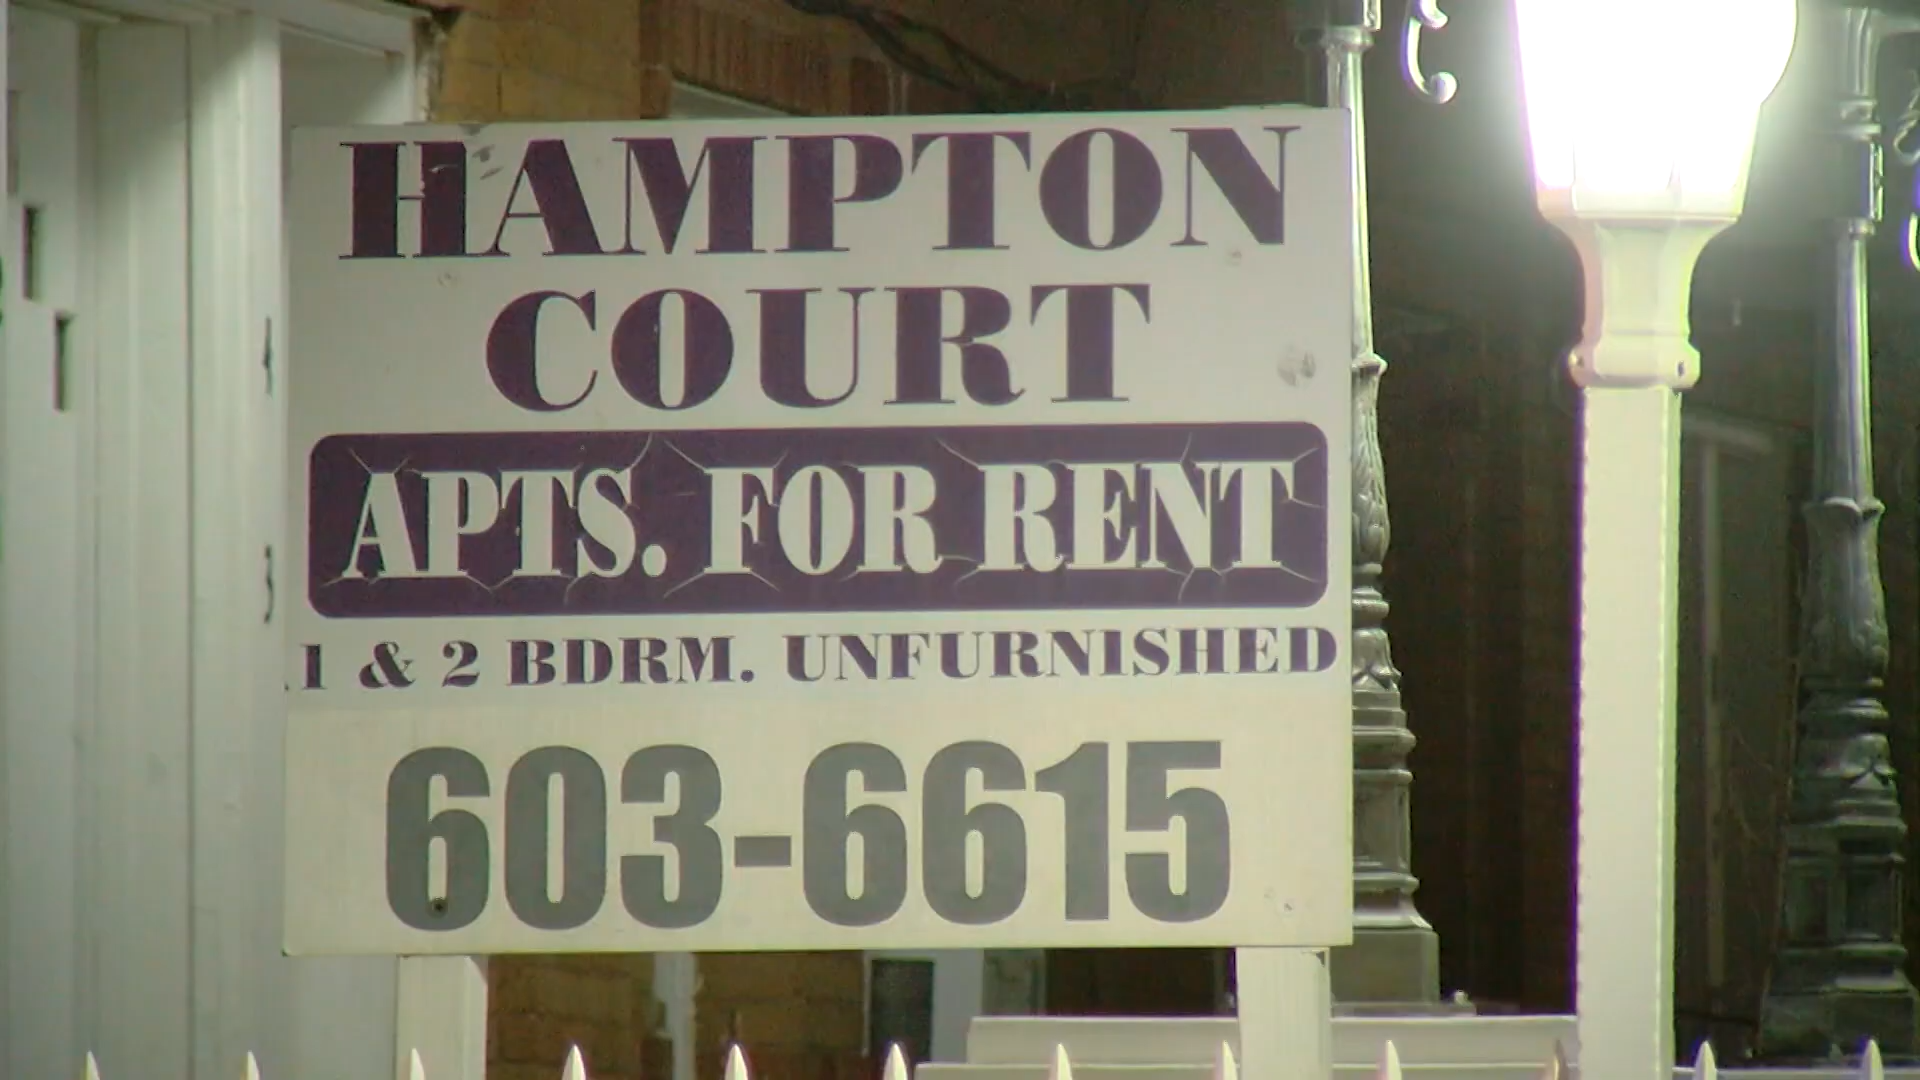 HAMPTON
COURT
APTS. FOR RENT
1 & 2 BDRM. UNFURNISHED
603-6615